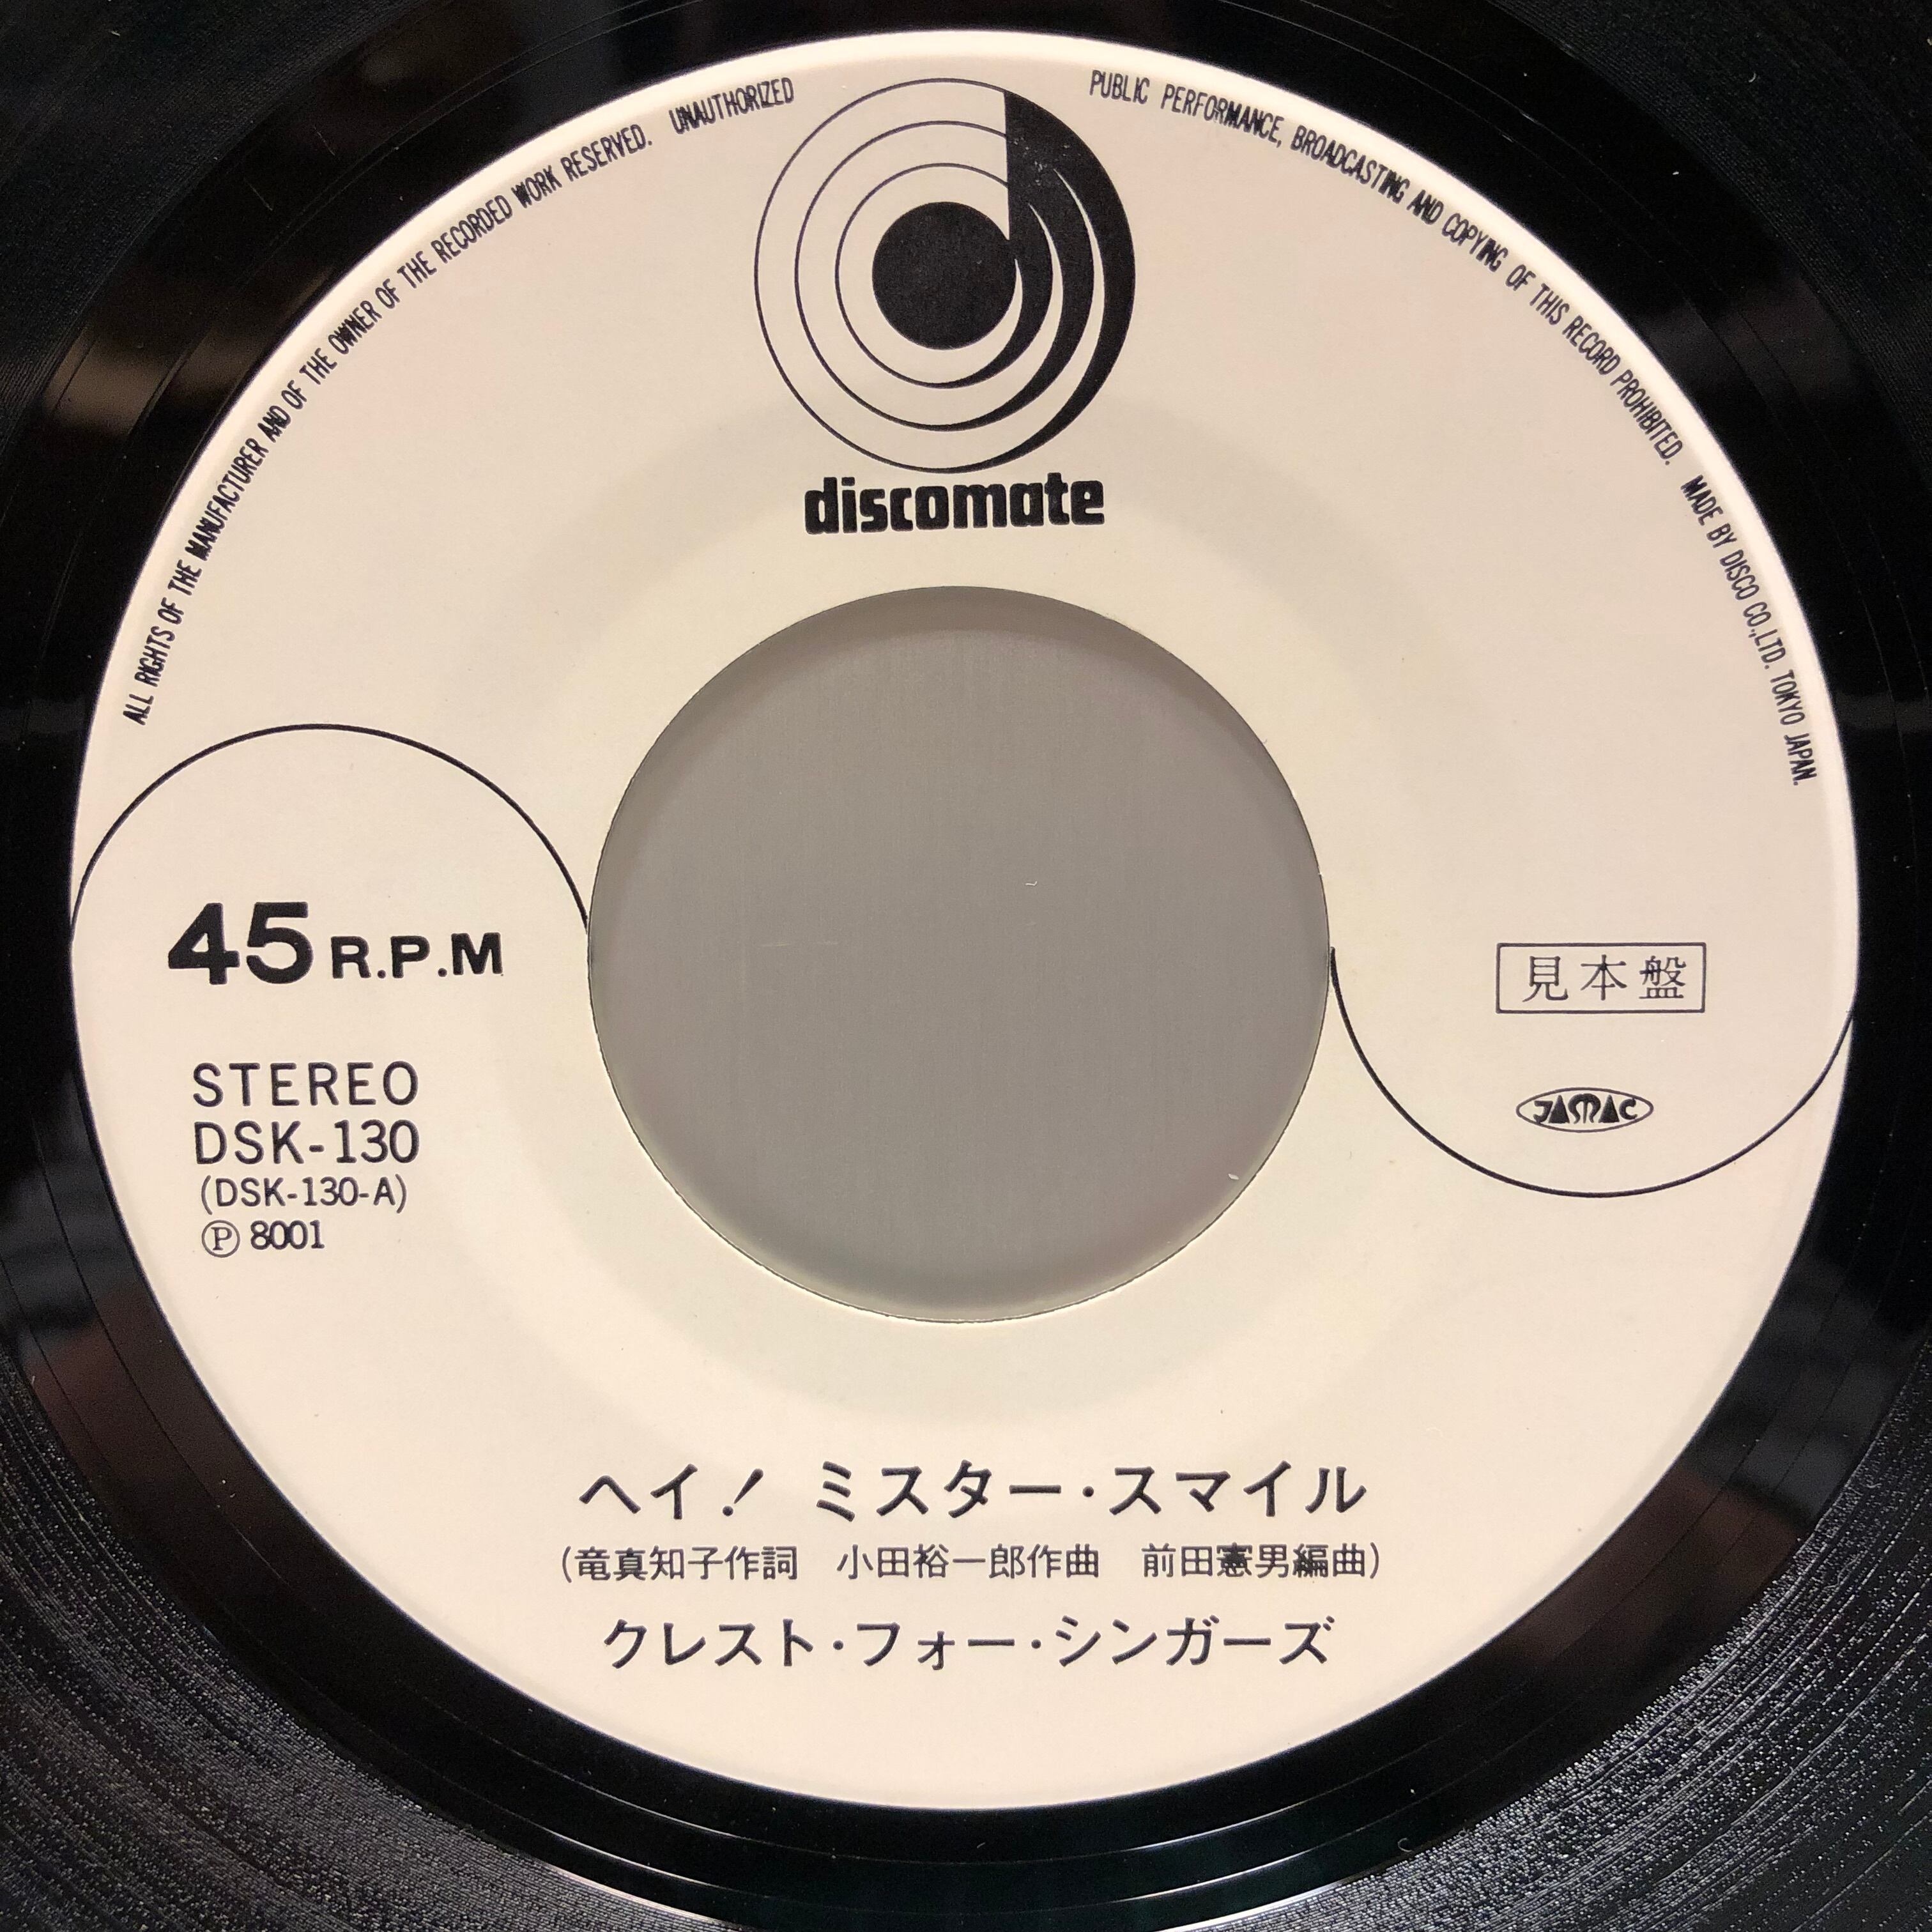 ALL RIGHTS OF THE MANUFACTURER AND OF THE OWNER OF THE RECORDED WORK RESERVED. UNAUTHORIZED PUBLIC PERFORMANCE, BROADCASTING AND COPYING OF THIS RECORD PROHIBITED. MADE BY DISCO CO.,LTD. TOKYO JAPAN.
discomate
45 R.P.M
見本盤
STEREO
DSK-130
JASRAC
(DSK-130-A)
Ⓟ 8001
ヘイ! ミスター・スマイル
(竜真知子作詞 小田裕一郎作曲 前田憲男編曲)
クレスト・フォー・シンガーズ